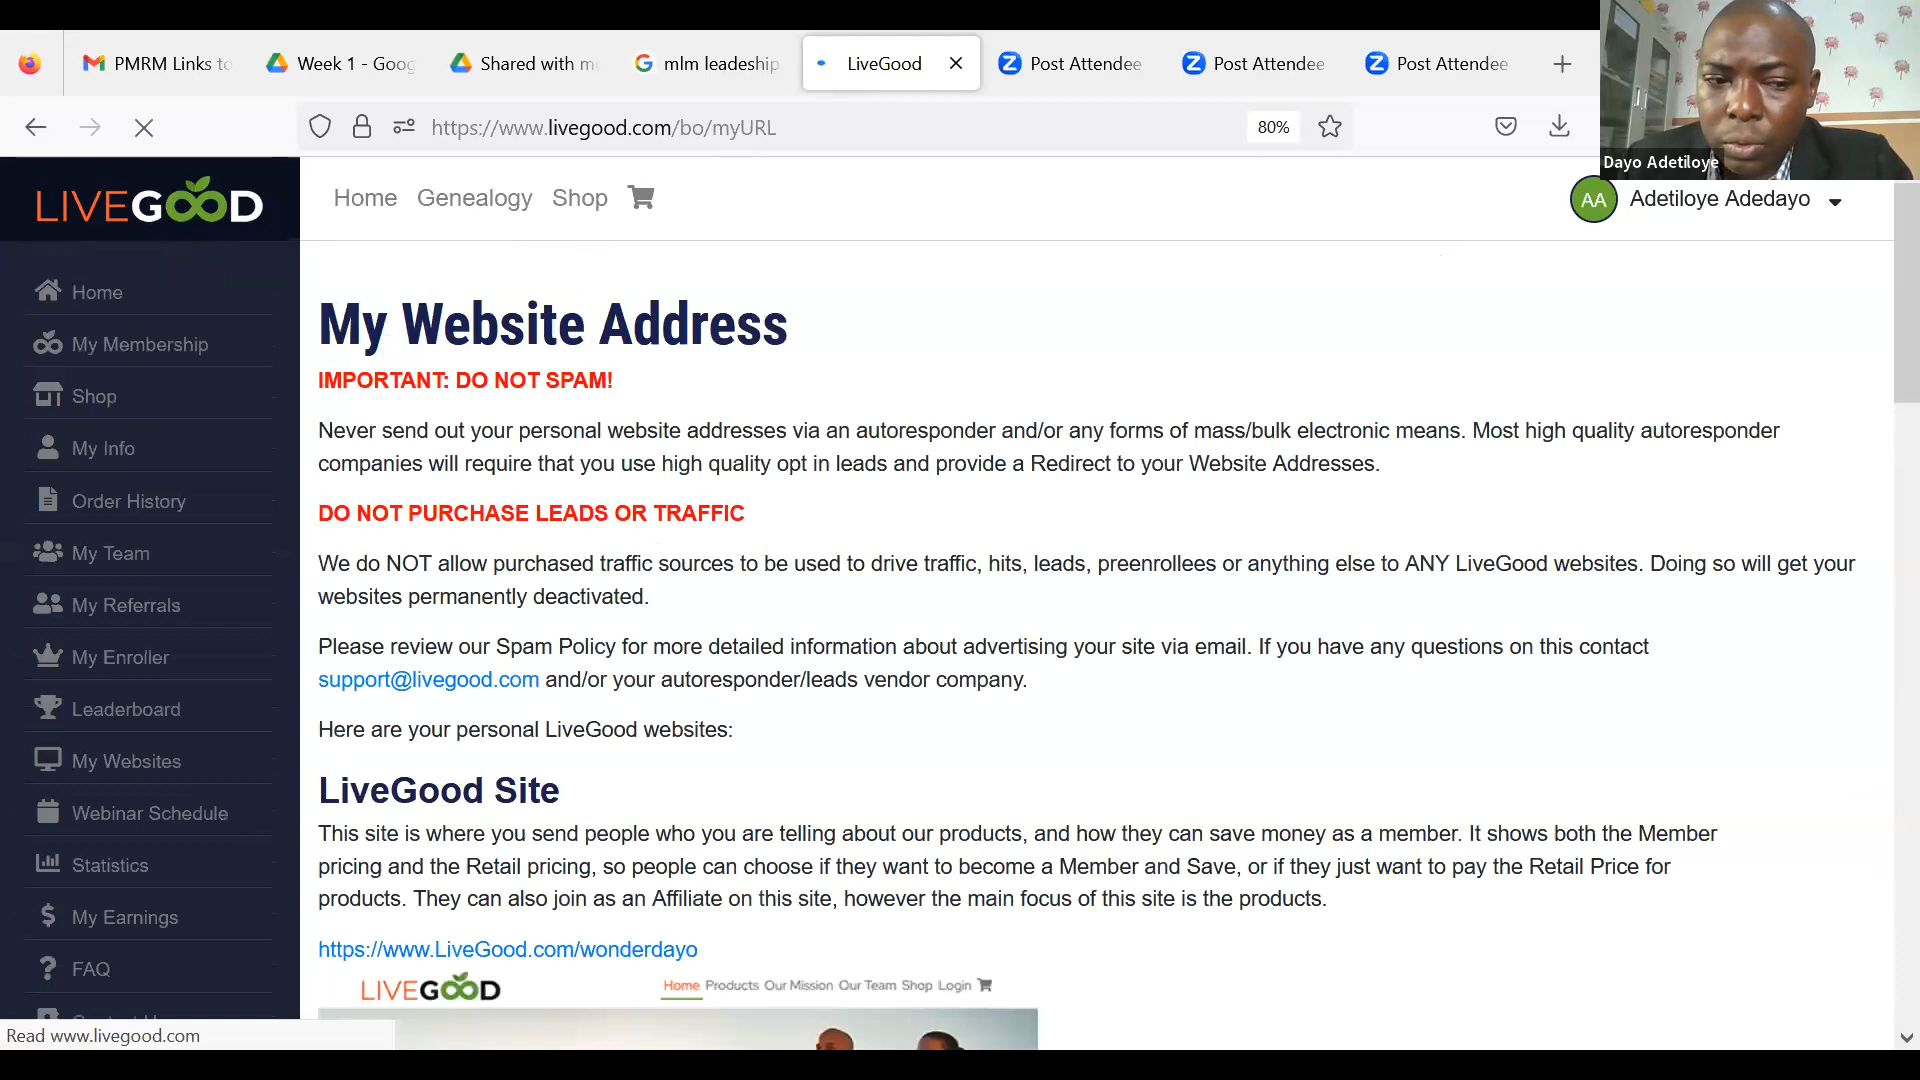 PMRM Links to
Week 1 - Goog
Shared with m
mlm leadeship
LiveGood
Post Attendee
Post Attendee
Post Attendee
https://www.livegood.com/bo/myURL
80%
Dayo Adetiloye
LIVEGOOD
Home Genealogy Shop
AA
Adetiloye Adedayo
Home
My Membership
Shop
My Info
Order History
My Team
My Referrals
My Enroller
Leaderboard
My Websites
Webinar Schedule
Statistics
My Earnings
FAQ
Read www.livegood.com
My Website Address
IMPORTANT: DO NOT SPAM!
Never send out your personal website addresses via an autoresponder and/or any forms of mass/bulk electronic means. Most high quality autoresponder
companies will require that you use high quality opt in leads and provide a Redirect to your Website Addresses.
DO NOT PURCHASE LEADS OR TRAFFIC
We do NOT allow purchased traffic sources to be used to drive traffic, hits, leads, preenrollees or anything else to ANY LiveGood websites. Doing so will get your
websites permanently deactivated.
Please review our Spam Policy for more detailed information about advertising your site via email. If you have any questions on this contact
support@livegood.com and/or your autoresponder/leads vendor company.
Here are your personal LiveGood websites:
LiveGood Site
This site is where you send people who you are telling about our products, and how they can save money as a member. It shows both the Member
pricing and the Retail pricing, so people can choose if they want to become a Member and Save, or if they just want to pay the Retail Price for
products. They can also join as an Affiliate on this site, however the main focus of this site is the products.
https://www.LiveGood.com/wonderdayo
LIVEGOOD
Home Products Our Mission Our Team Shop Login